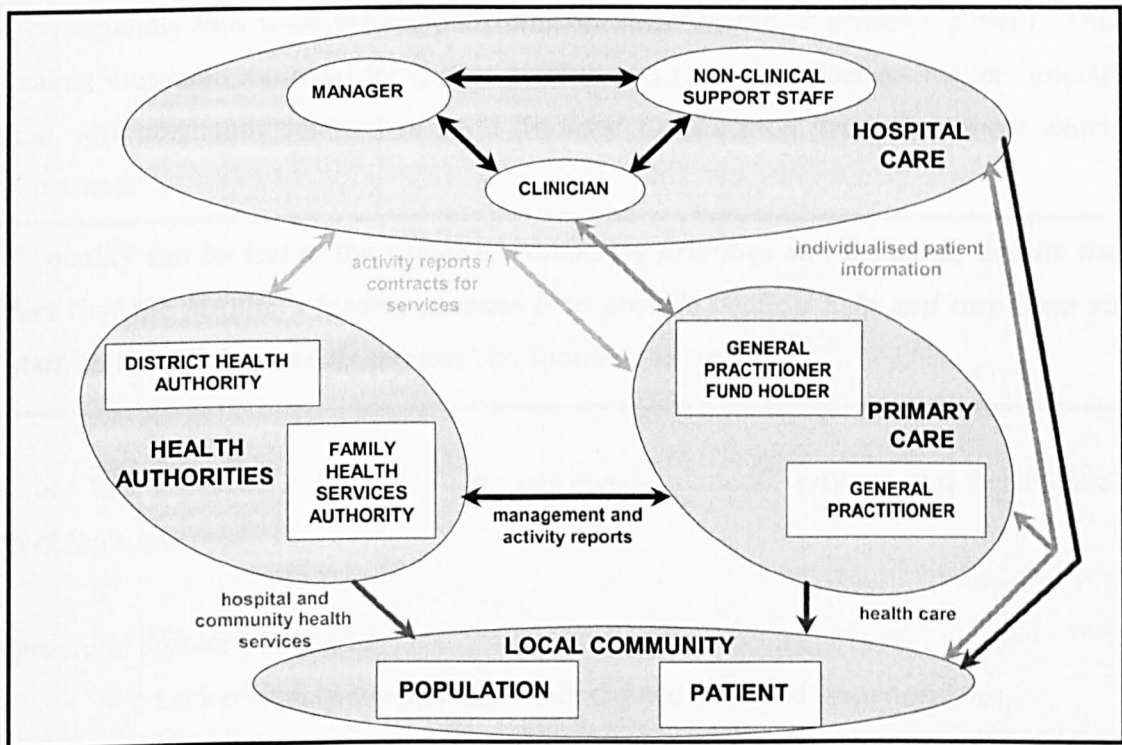 MANAGER
NON-CLINICAL
SUPPORT STAFF
HOSPITAL
CARE
CLINICIAN
activity reports /
contracts for
services
individualised patient
information
DISTRICT HEALTH
AUTHORITY
HEALTH
AUTHORITIES
FAMILY
HEALTH
SERVICES
AUTHORITY
GENERAL
PRACTITIONER
FUND HOLDER
PRIMARY
CARE
GENERAL
PRACTITIONER
management and
activity reports
hospital and
community health
services
health care
LOCAL COMMUNITY
POPULATION
PATIENT